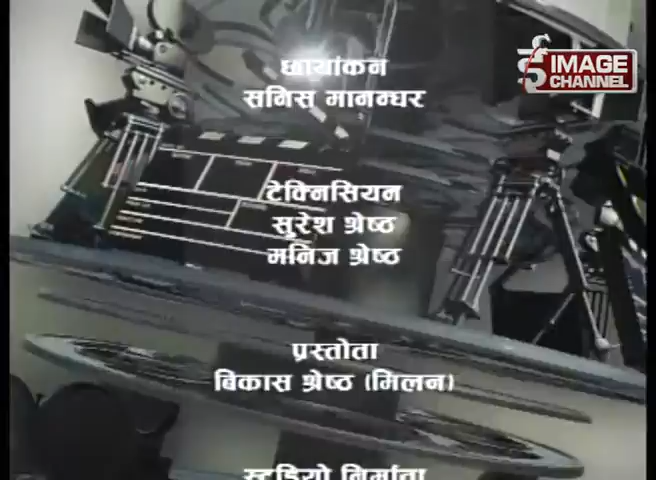 छायांकन
सनिस मानन्धर
IMAGE
CHANNEL
टेक्निसियन
सुरेश श्रेष्ठ
मनिज श्रेष्ठ
प्रस्तोता
बिकास श्रेष्ठ (मिलन)
स्टुडियो निर्माता